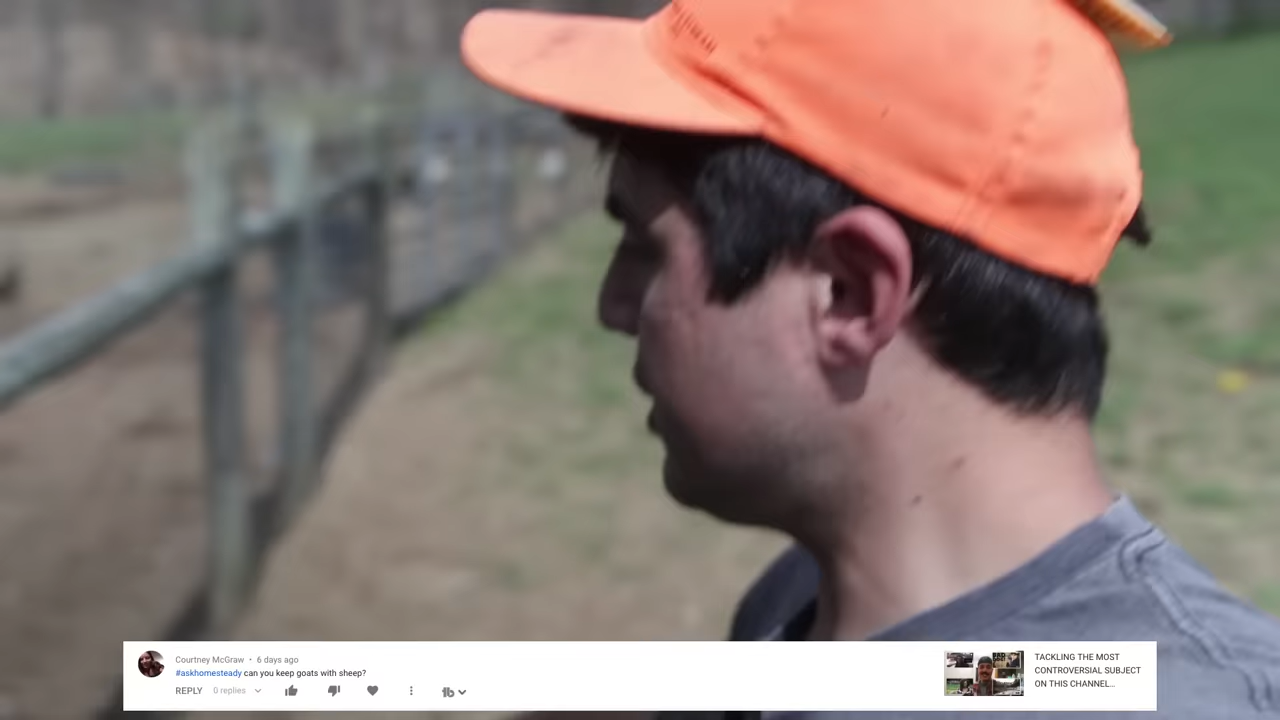 Courtney McGraw • 6 days ago
#askhomesteady can you keep goats with sheep?
REPLY 0 replies
TACKLING THE MOST
CONTROVERSIAL SUBJECT
ON THIS CHANNEL...